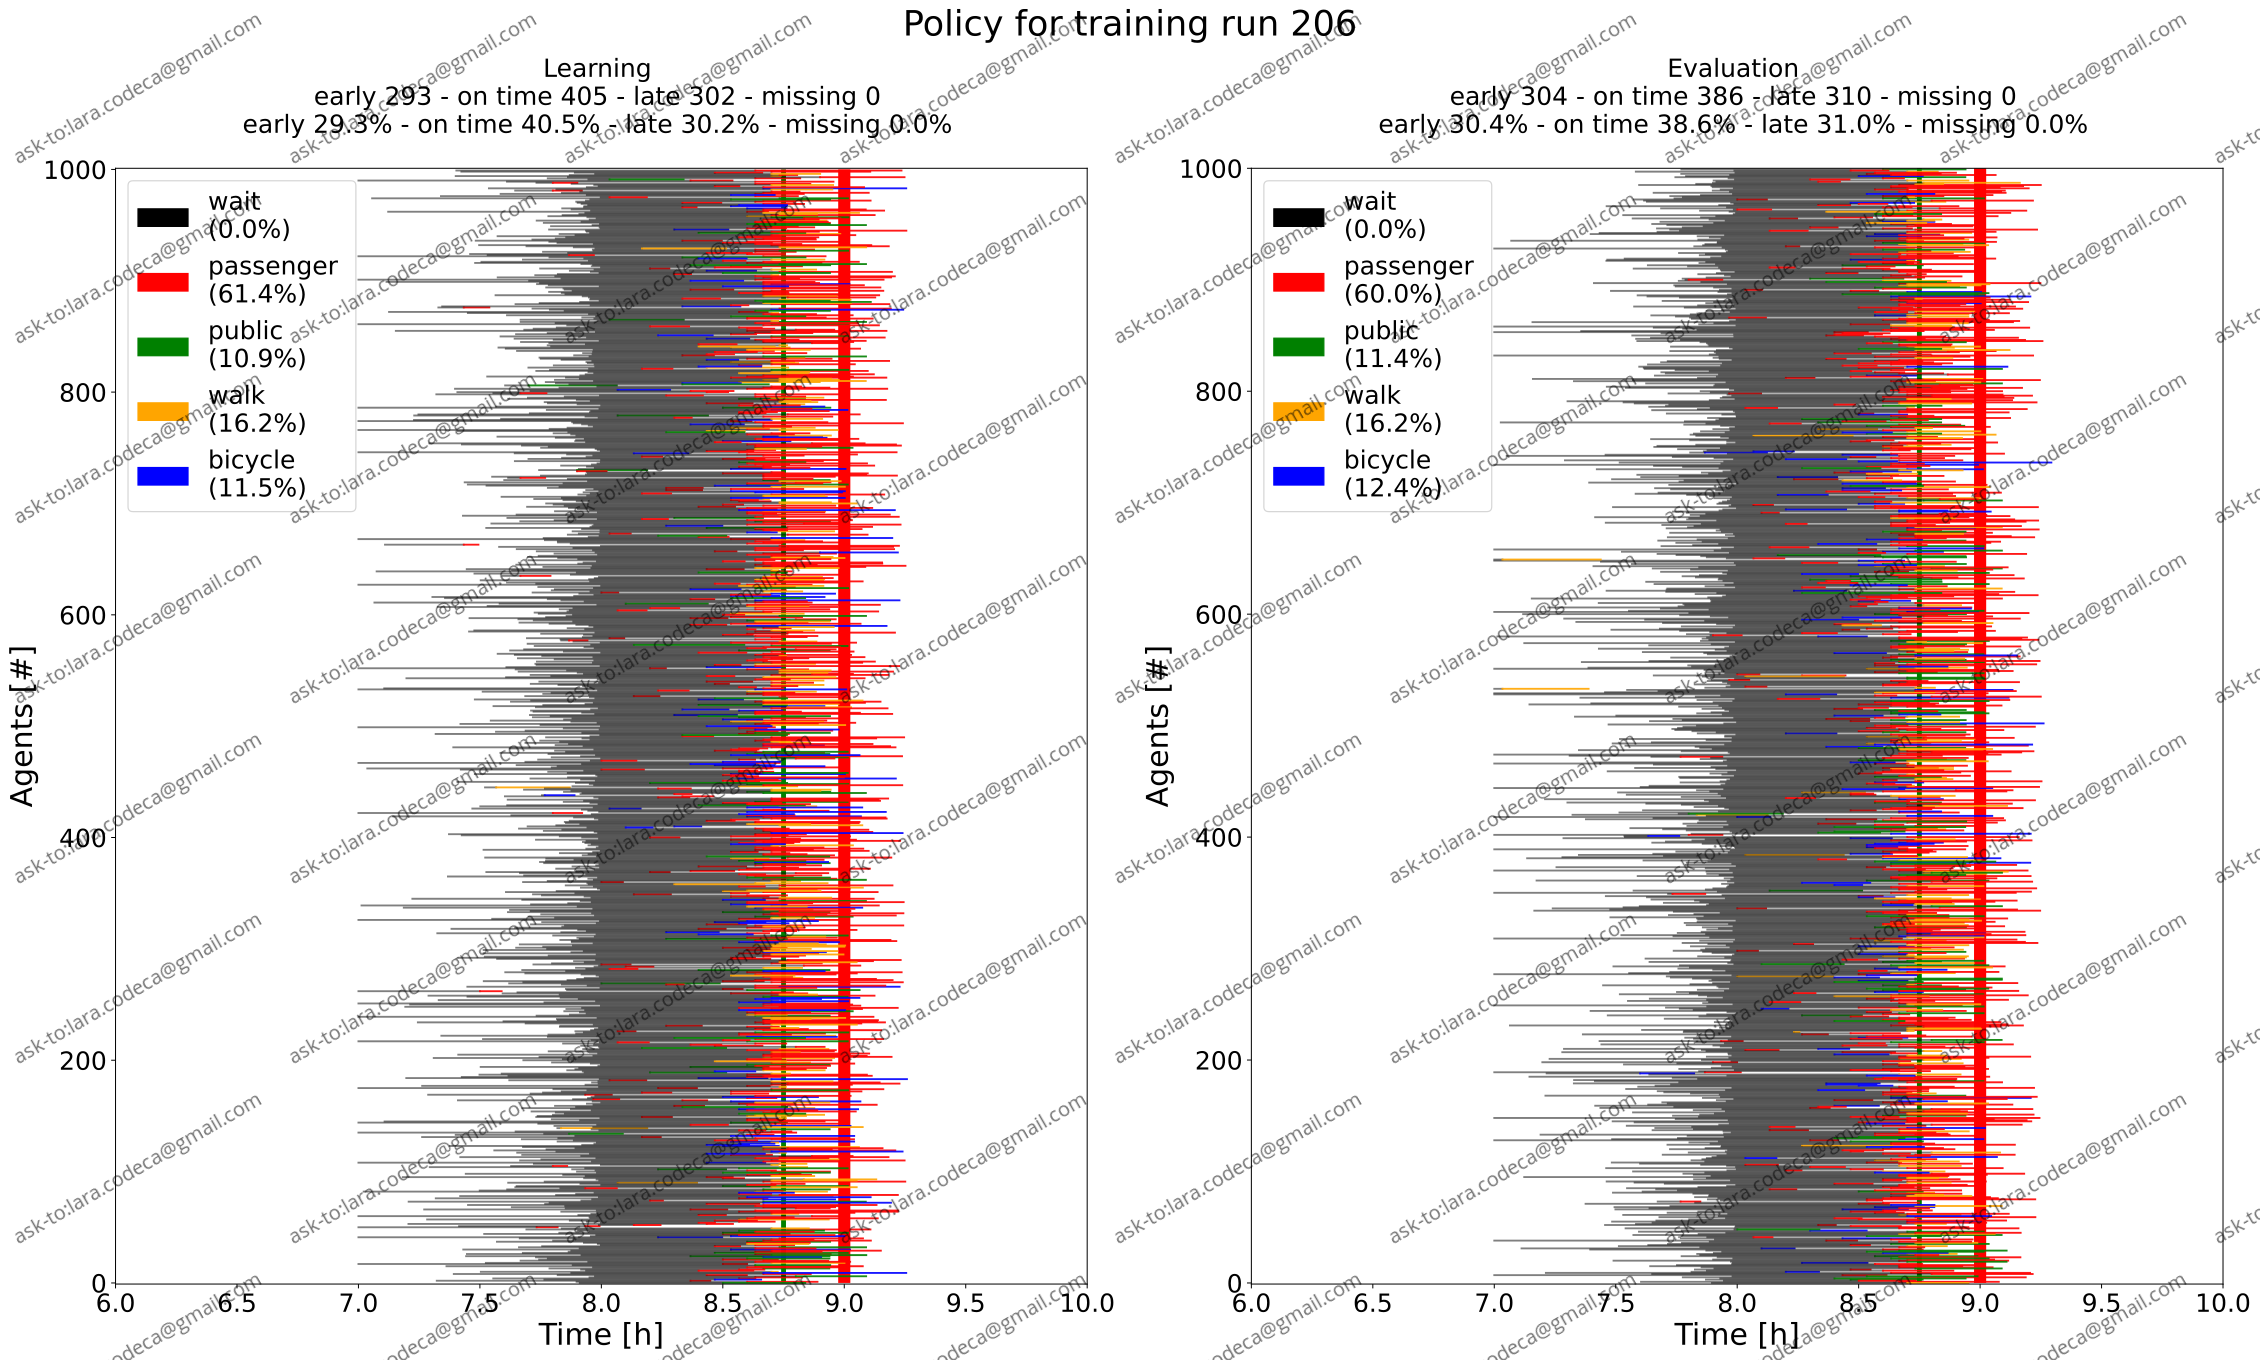 Policy for training run 206
Learning
early 293 - on time 405 - late 302 - missing 0
early 29.3% - on time 40.5% - late 30.2% - missing 0.0%
1000
800
600
400
200
0
Agents [#]
wait
(0.0%)
passenger
(61.4%)
public
(10.9%)
walk
(16.2%)
bicycle
(11.5%)
6.0 6.5 7.0 7.5 8.0 8.5 9.0 9.5 10.0
Time [h]
Evaluation
early 304 - on time 386 - late 310 - missing 0
early 30.4% - on time 38.6% - late 31.0% - missing 0.0%
1000
800
600
400
200
0
Agents [#]
wait
(0.0%)
passenger
(60.0%)
public
(11.4%)
walk
(16.2%)
bicycle
(12.4%)
6.0 6.5 7.0 7.5 8.0 8.5 9.0 9.5 10.0
Time [h]
ask-to:lara.codeca@gmail.com